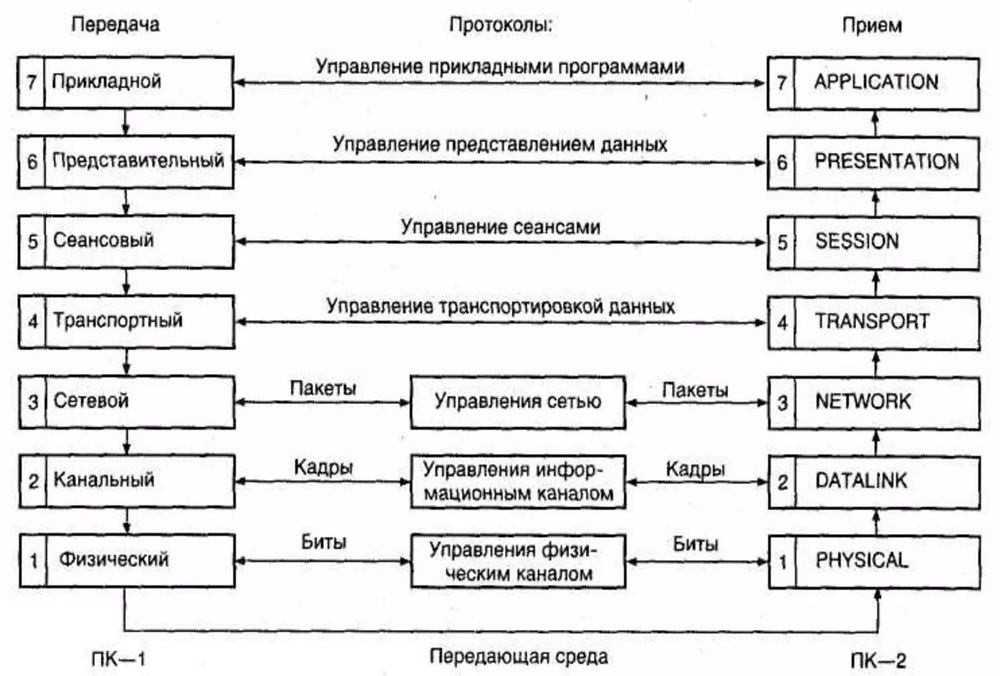 Передача Протоколы: Прием
7 Прикладной Управление прикладными программами 7 APPLICATION
6 Представительный Управление представлением данных 6 PRESENTATION
5 Сеансовый Управление сеансами 5 SESSION
4 Транспортный Управление транспортировкой данных 4 TRANSPORT
3 Сетевой Пакеты Управления сетью Пакеты 3 NETWORK
2 Канальный Кадры Управления инфор-
мационным каналом Кадры 2 DATALINK
1 Физический Биты Управления физи-
ческим каналом Биты 1 PHYSICAL
ПК—1 Передающая среда ПК—2